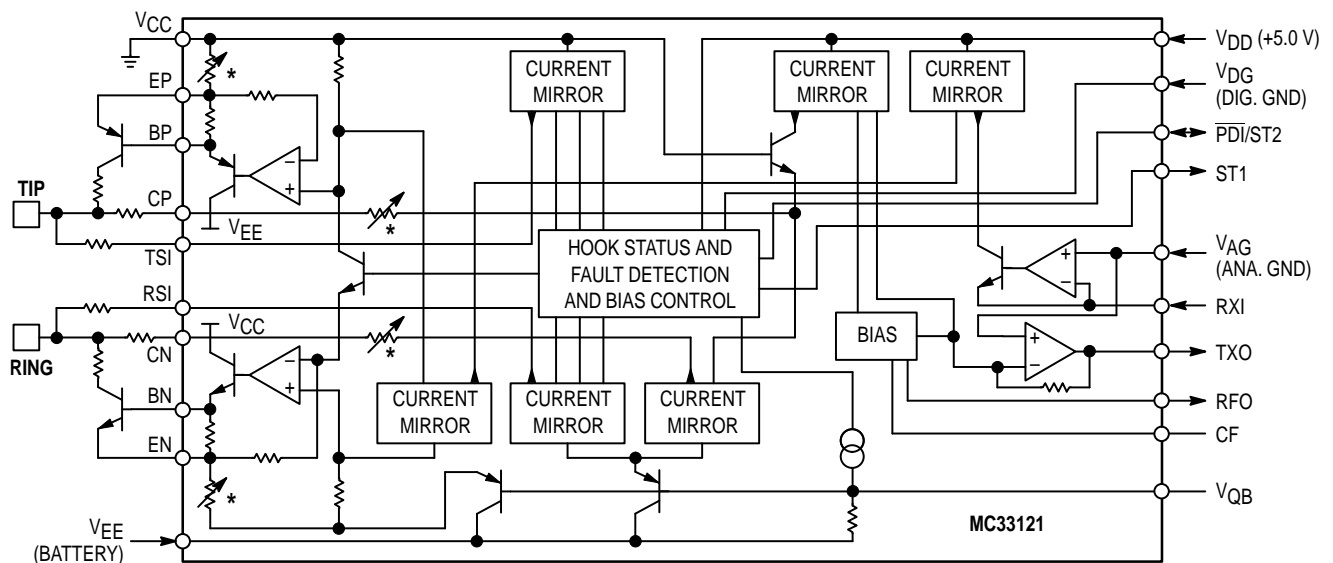 VCC
EP
BP
TIP
CP
TSI
RSI
RING
CN
BN
EN
VEE
(BATTERY)
*
− +
VEE
*
VCC
*
− +
*
CURRENT
MIRROR
CURRENT
MIRROR
CURRENT
MIRROR
HOOK STATUS AND
FAULT DETECTION
AND BIAS CONTROL
BIAS
+ −
+ −
CURRENT
MIRROR
CURRENT
MIRROR
CURRENT
MIRROR
MC33121
VDD (+5.0 V)
VDG
(DIG. GND)
PDI/ST2
ST1
VAG
(ANA. GND)
RXI
TXO
RFO
CF
VQB